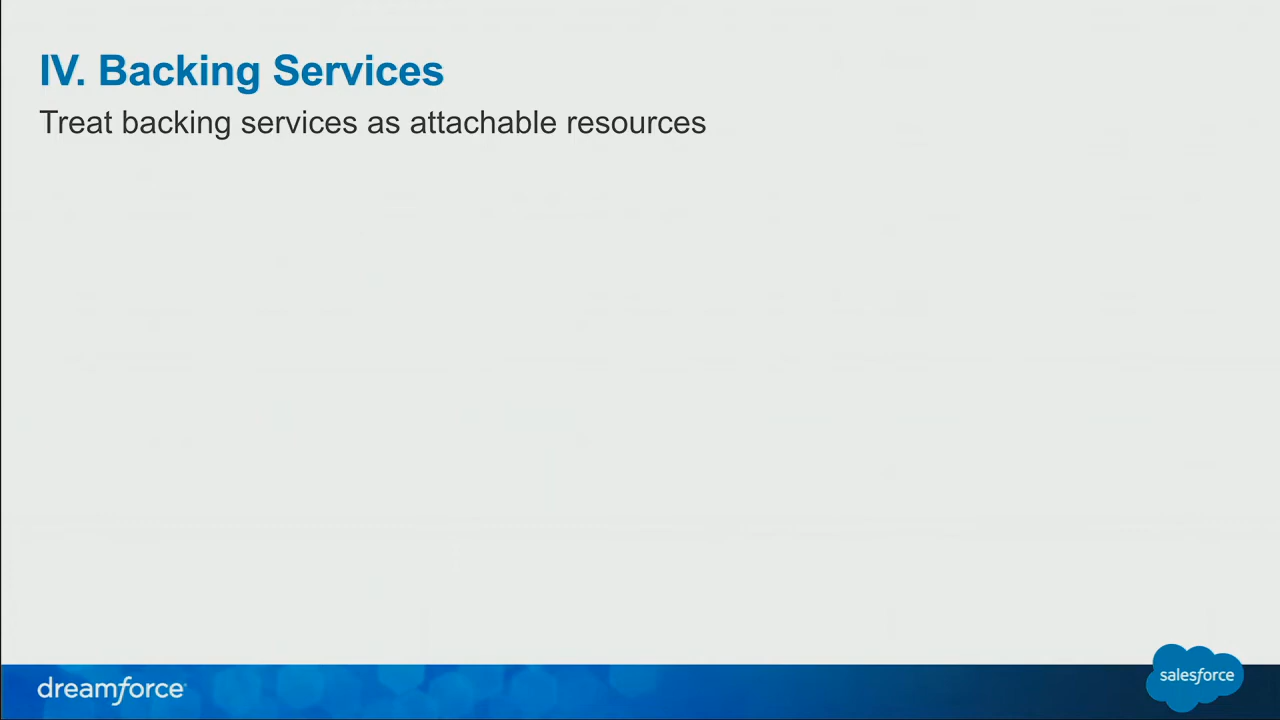 IV. Backing Services
Treat backing services as attachable resources
dreamforce
salesforce